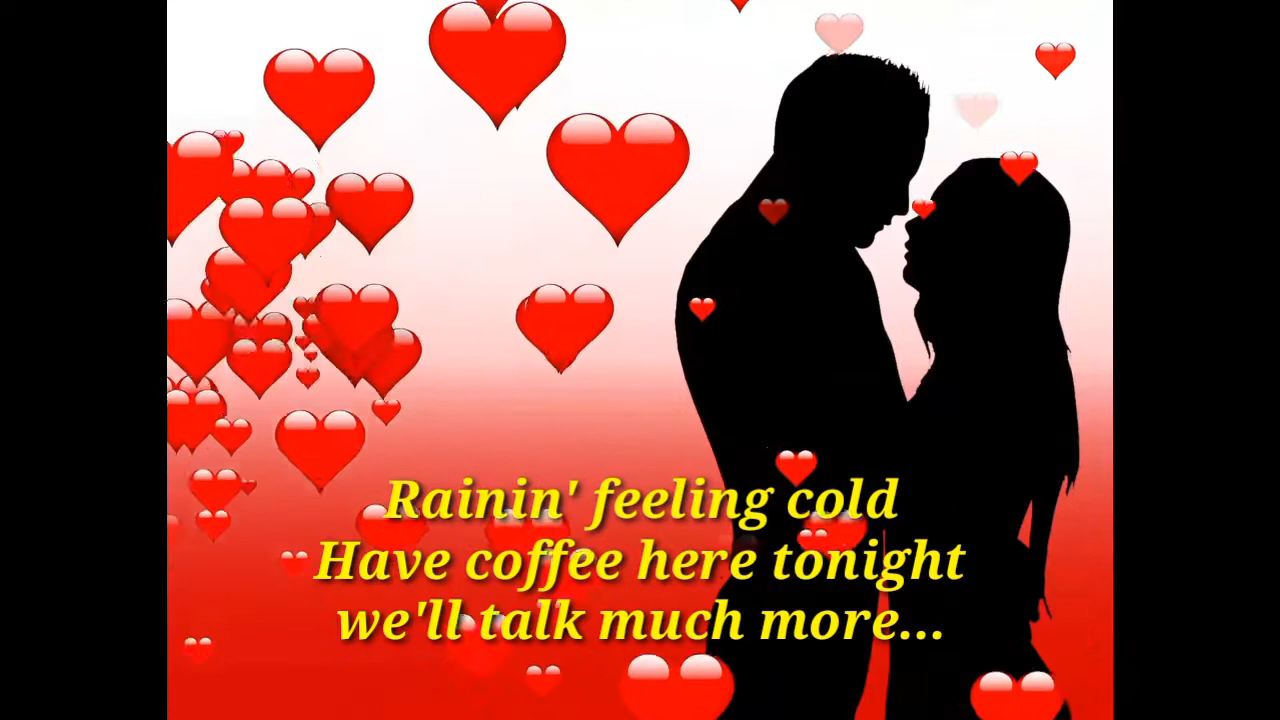 Rainin' feeling cold
Have coffee here tonight
we'll talk much more...